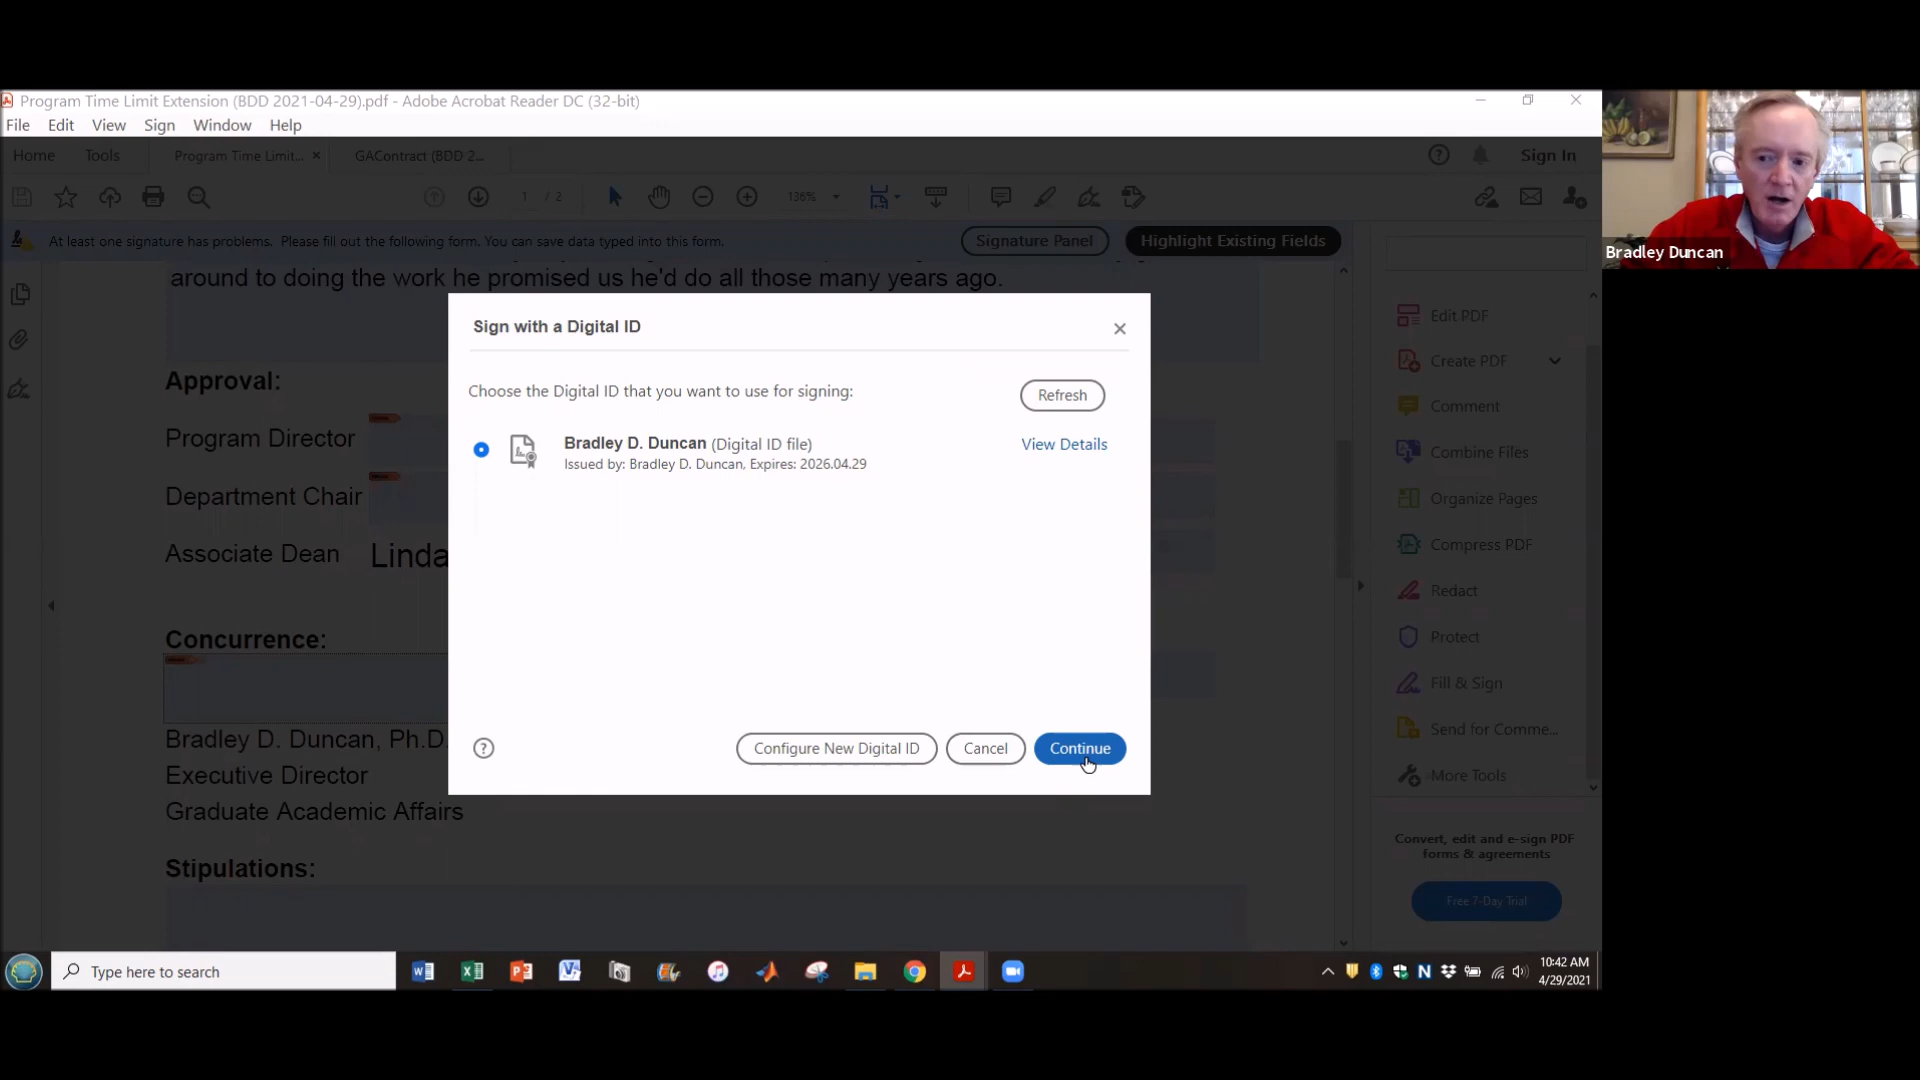 Program Time Limit Extension (BDD 2021-04-29).pdf - Adobe Acrobat Reader DC (32-bit)
File Edit View Sign Window Help
Home Tools Program Time Limit... × GAContract (BDD 2... Sign In
1 / 2 136%
At least one signature has problems. Please fill out the following form. You can save data typed into this form. Signature Panel Highlight Existing Fields
around to doing the work he promised us he'd do all those many years ago.
Approval:
Program Director
Department Chair
Associate Dean Linda
Concurrence:
Bradley D. Duncan, Ph.D.
Executive Director
Graduate Academic Affairs
Stipulations:
Sign with a Digital ID
Choose the Digital ID that you want to use for signing: Refresh
Bradley D. Duncan (Digital ID file) View Details
Issued by: Bradley D. Duncan, Expires: 2026.04.29
Configure New Digital ID Cancel Continue
Edit PDF
Create PDF
Comment
Combine Files
Organize Pages
Compress PDF
Redact
Protect
Fill & Sign
Send for Comme...
More Tools
Convert, edit and e-sign PDF
forms & agreements
Free 7-Day Trial
Bradley Duncan
Type here to search
10:42 AM
4/29/2021